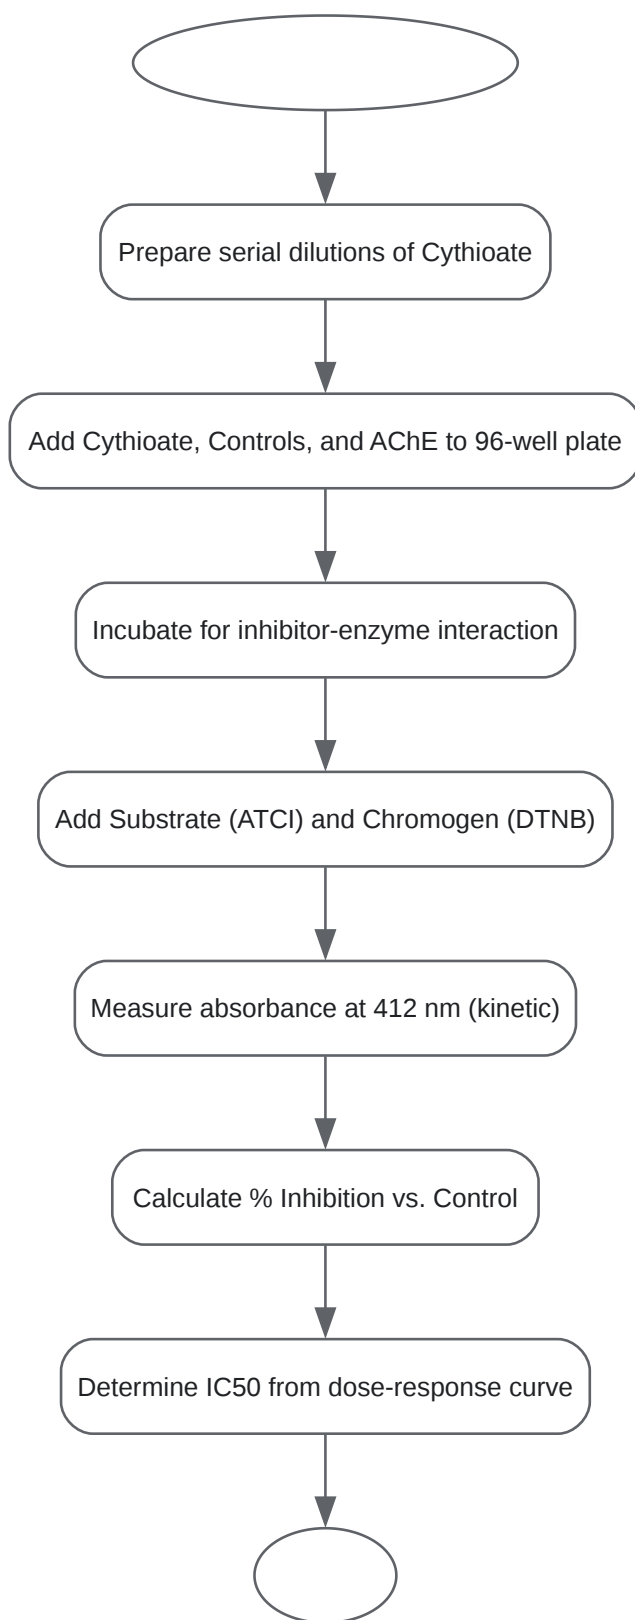 Prepare serial dilutions of Cythioate
Add Cythioate, Controls, and AChE to 96-well plate
Incubate for inhibitor-enzyme interaction
Add Substrate (ATCI) and Chromogen (DTNB)
Measure absorbance at 412 nm (kinetic)
Calculate % Inhibition vs. Control
Determine IC50 from dose-response curve